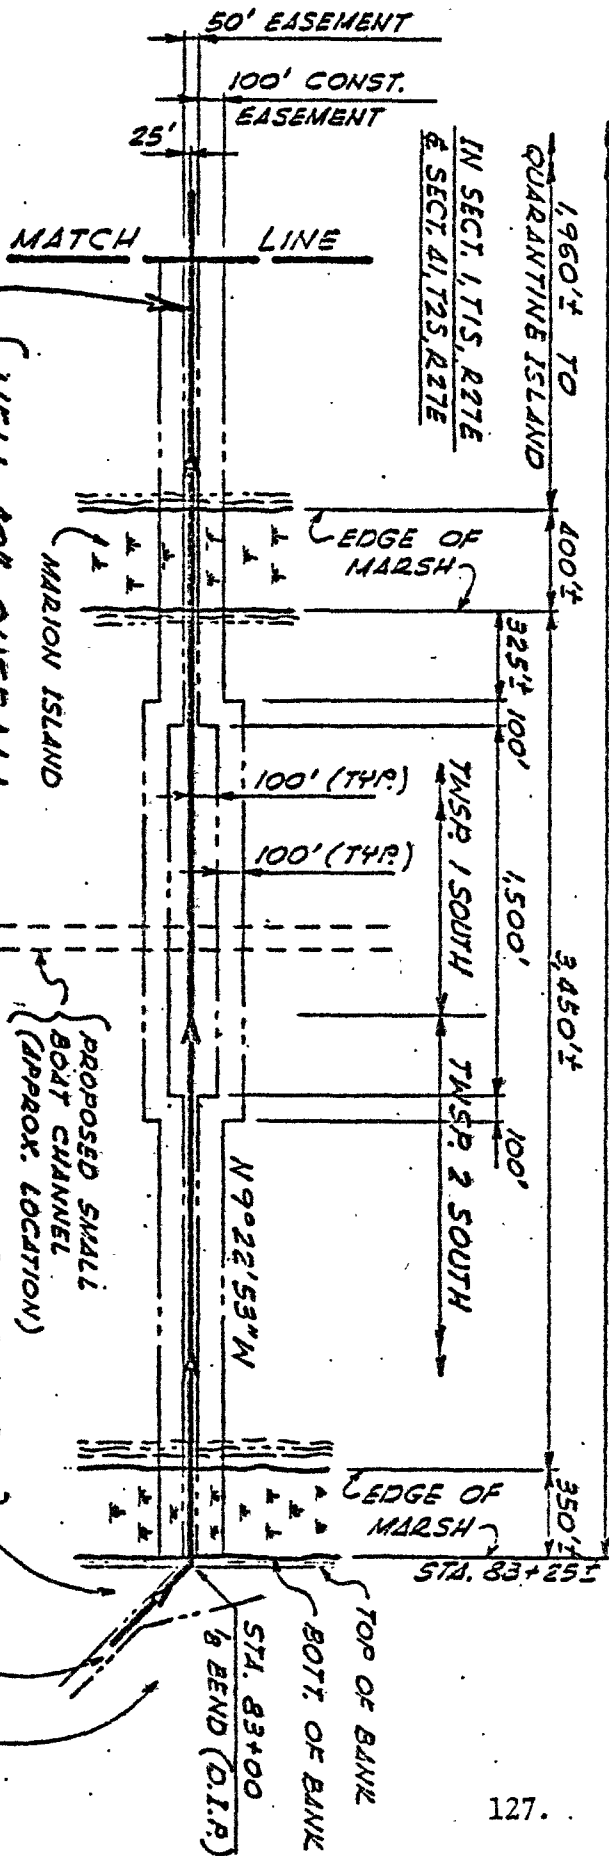 50' EASEMENT
100' CONST.
EASEMENT
25'
MATCH LINE
1,960'± TO
QUARANTINE ISLAND
IN SECT. 1, T1S, R27E
& SECT. 41, T2S, R27E
400'±
EDGE OF
MARSH
MARION ISLAND
325'±
100'
100' (TYP.)
100' (TYP.)
TWSP. 1 SOUTH
1,500'
3,450'±
TWSP. 2 SOUTH
100'
PROPOSED SMALL
BOAT CHANNEL
(APPROX. LOCATION)
N9°22'53"W
EDGE OF
MARSH
350'±
STA. 83+25±
TOP OF BANK
BOTT. OF BANK
STA. 83+00
1/8 BEND (D.I.P.)
127.